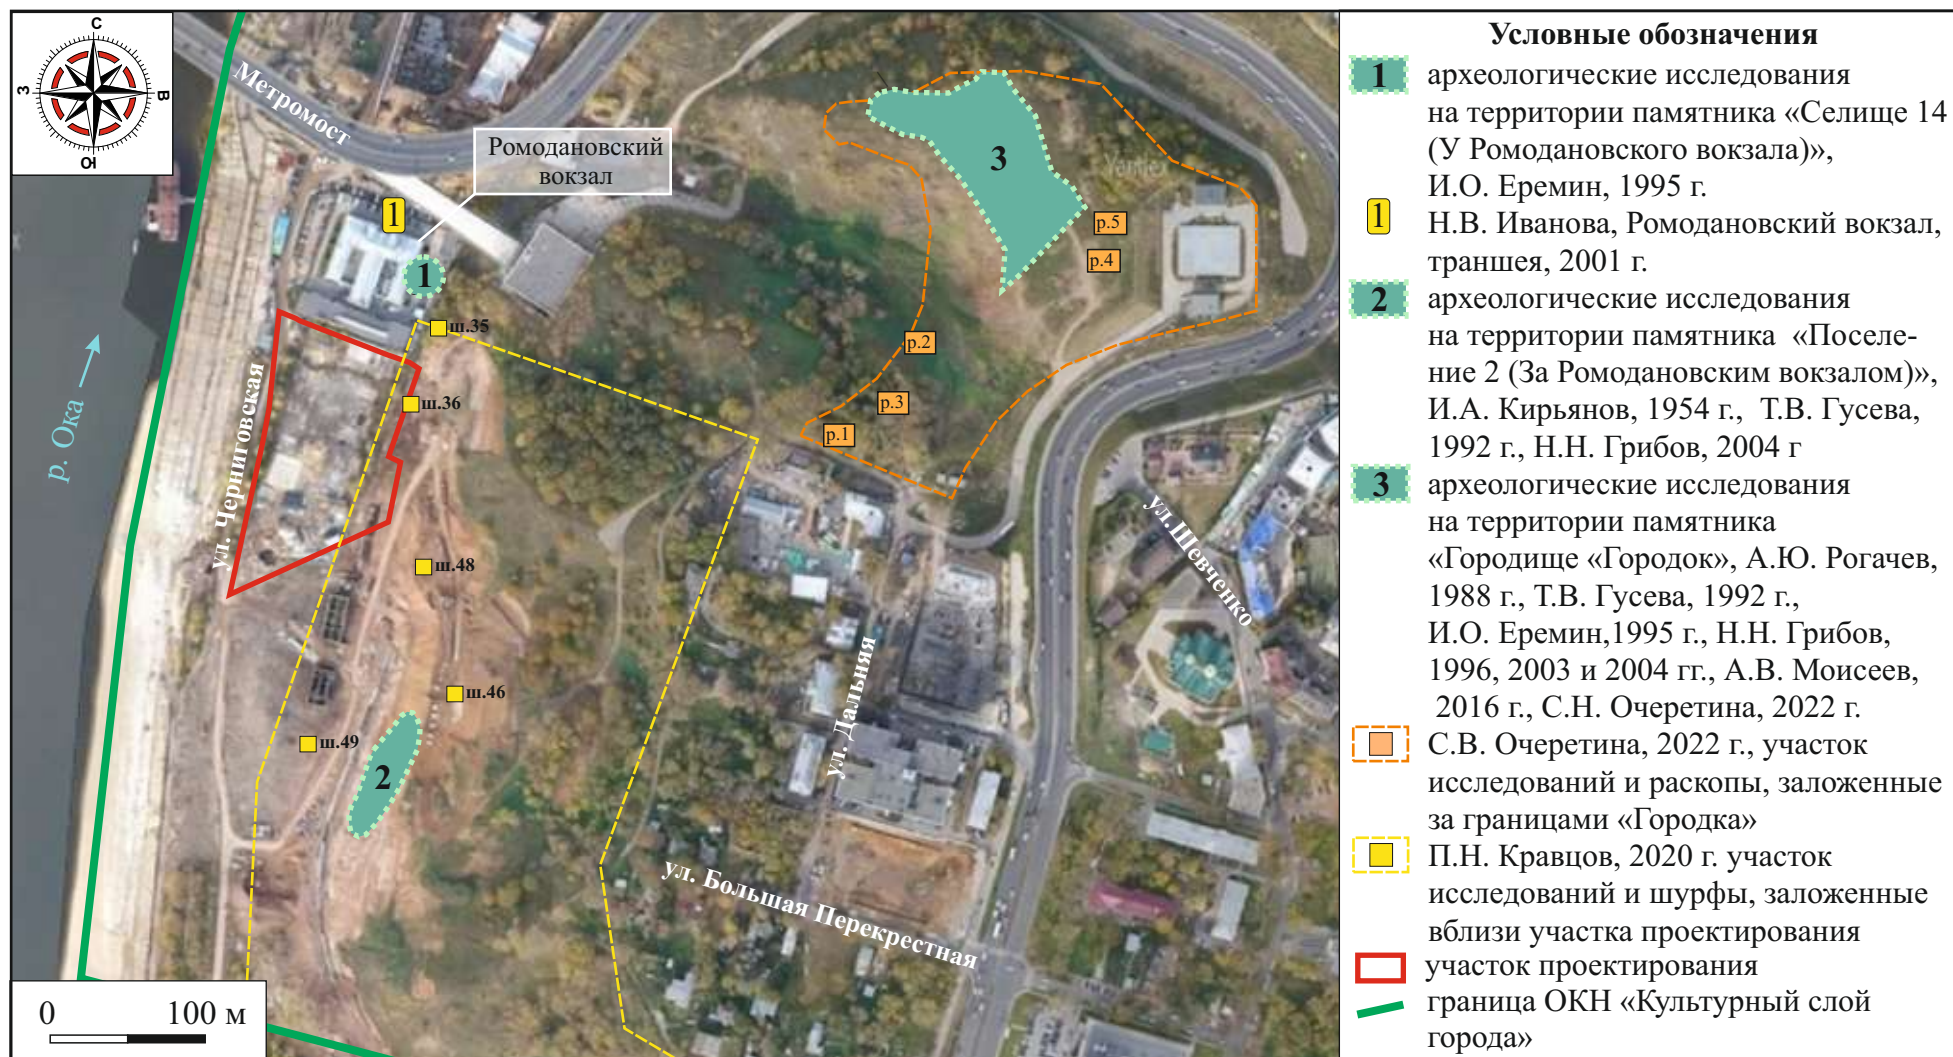 С
З
В
Ю
Метромост
Ромодановский
вокзал
1
1
3
р.5
р.4
р.2
р.3
р.1
ш.35
ш.36
ш.48
ш.46
ш.49
2
р. Ока
ул. Черниговская
ул.Шевченко
ул. Дальняя
ул. Большая Перекрестная
0 100 м
Условные обозначения
1 археологические исследования
на территории памятника «Селище 14
(У Ромодановского вокзала)»,
И.О. Еремин, 1995 г.
1 Н.В. Иванова, Ромодановский вокзал,
траншея, 2001 г.
2 археологические исследования
на территории памятника «Поселе-
ние 2 (За Ромодановским вокзалом)»,
И.А. Кирьянов, 1954 г., Т.В. Гусева,
1992 г., Н.Н. Грибов, 2004 г
3 археологические исследования
на территории памятника
«Городище «Городок», А.Ю. Рогачев,
1988 г., Т.В. Гусева, 1992 г.,
И.О. Еремин,1995 г., Н.Н. Грибов,
1996, 2003 и 2004 гг., А.В. Моисеев,
2016 г., С.Н. Очеретина, 2022 г.
С.В. Очеретина, 2022 г., участок
исследований и раскопы, заложенные
за границами «Городка»
П.Н. Кравцов, 2020 г. участок
исследований и шурфы, заложенные
вблизи участка проектирования
участок проектирования
граница ОКН «Культурный слой
города»